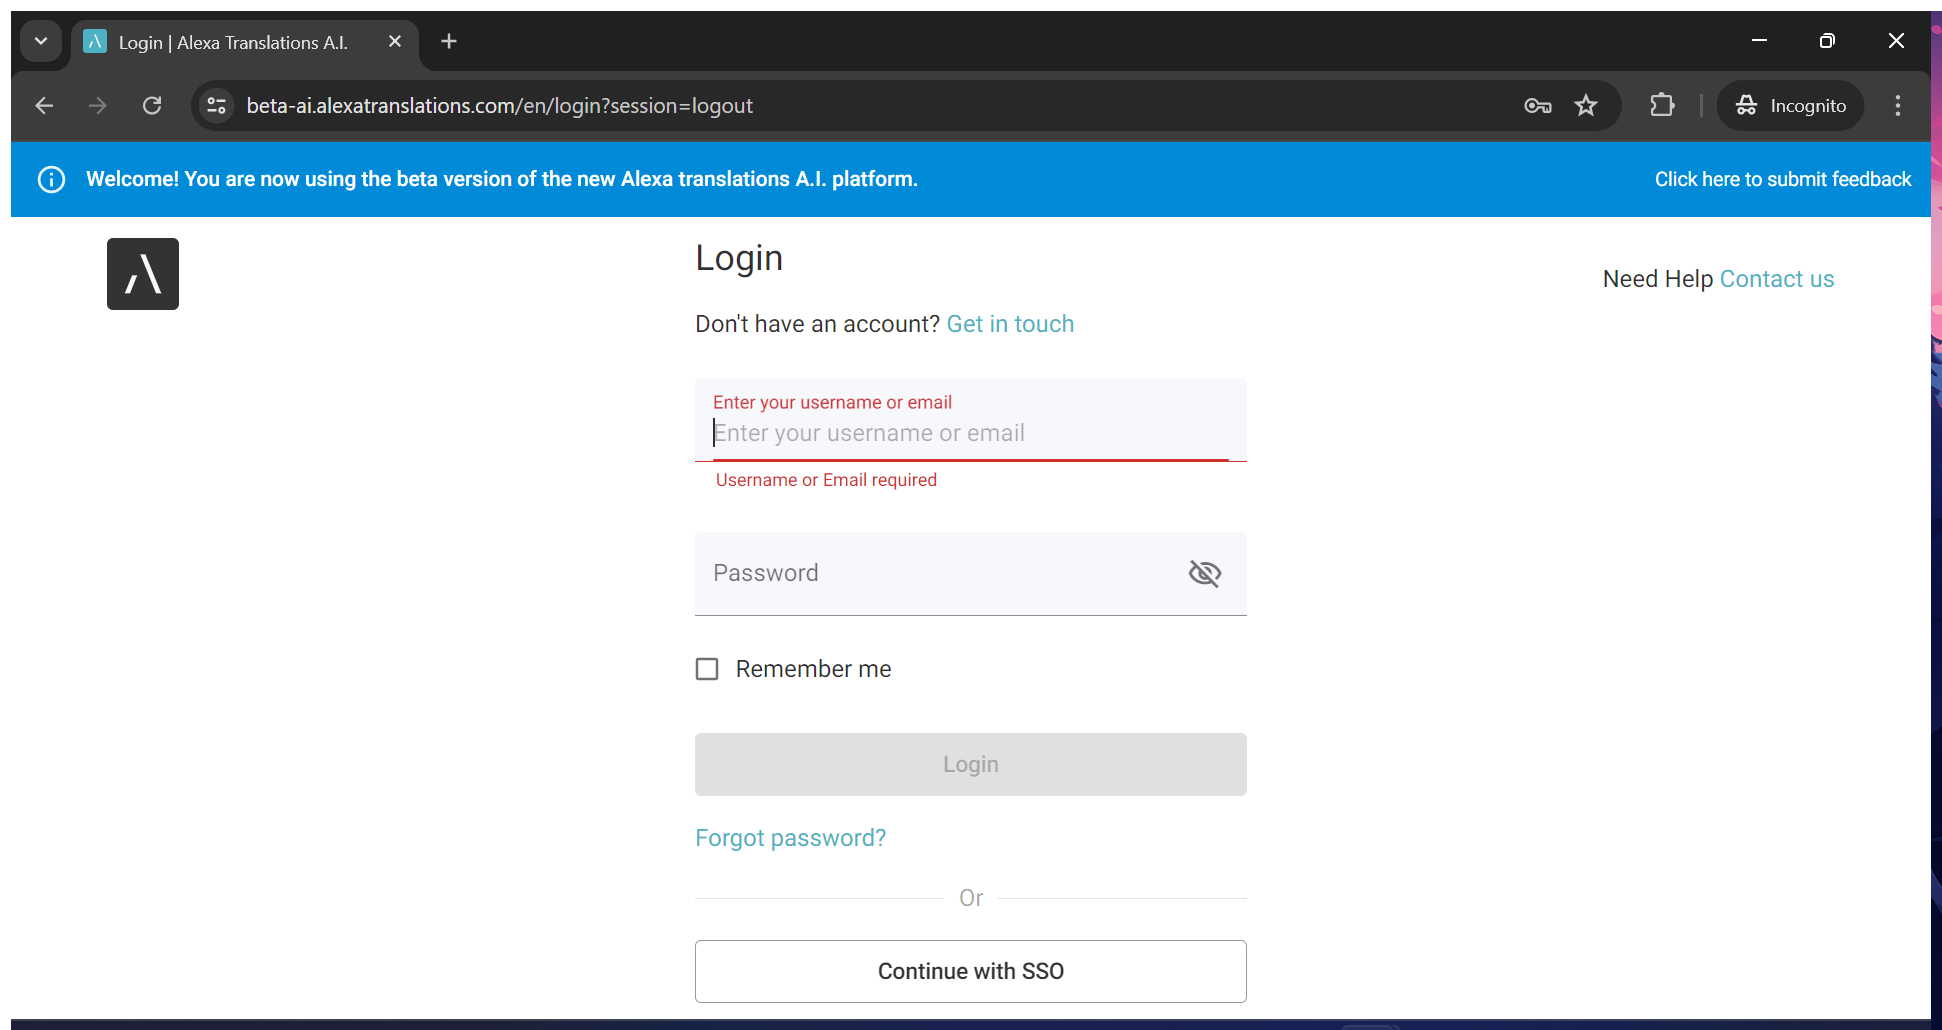 Login | Alexa Translations A.I.
beta-ai.alexatranslations.com/en/login?session=logout
Incognito
Welcome! You are now using the beta version of the new Alexa translations A.I. platform.
Click here to submit feedback
Login
Need Help Contact us
Don't have an account? Get in touch
Enter your username or email
Enter your username or email
Username or Email required
Password
Remember me
Login
Forgot password?
Or
Continue with SSO